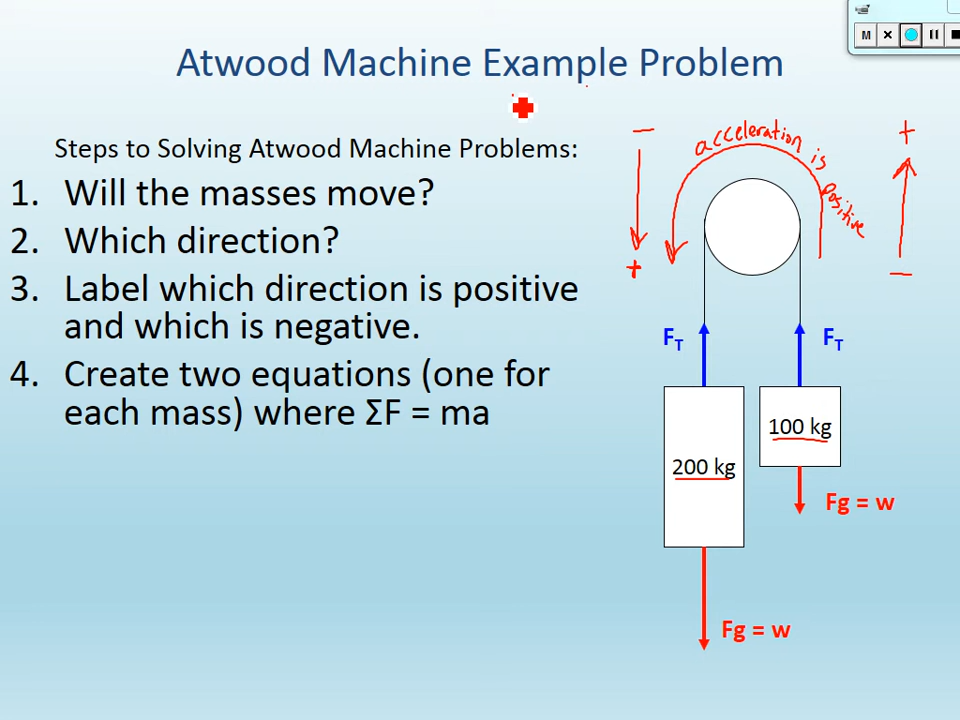 M
Atwood Machine Example Problem
Steps to Solving Atwood Machine Problems:
1. Will the masses move?
2. Which direction?
3. Label which direction is positive
and which is negative.
4. Create two equations (one for
each mass) where ΣF = ma
− acceleration is positive +
+ −
FT FT
100 kg
200 kg
Fg = w
Fg = w